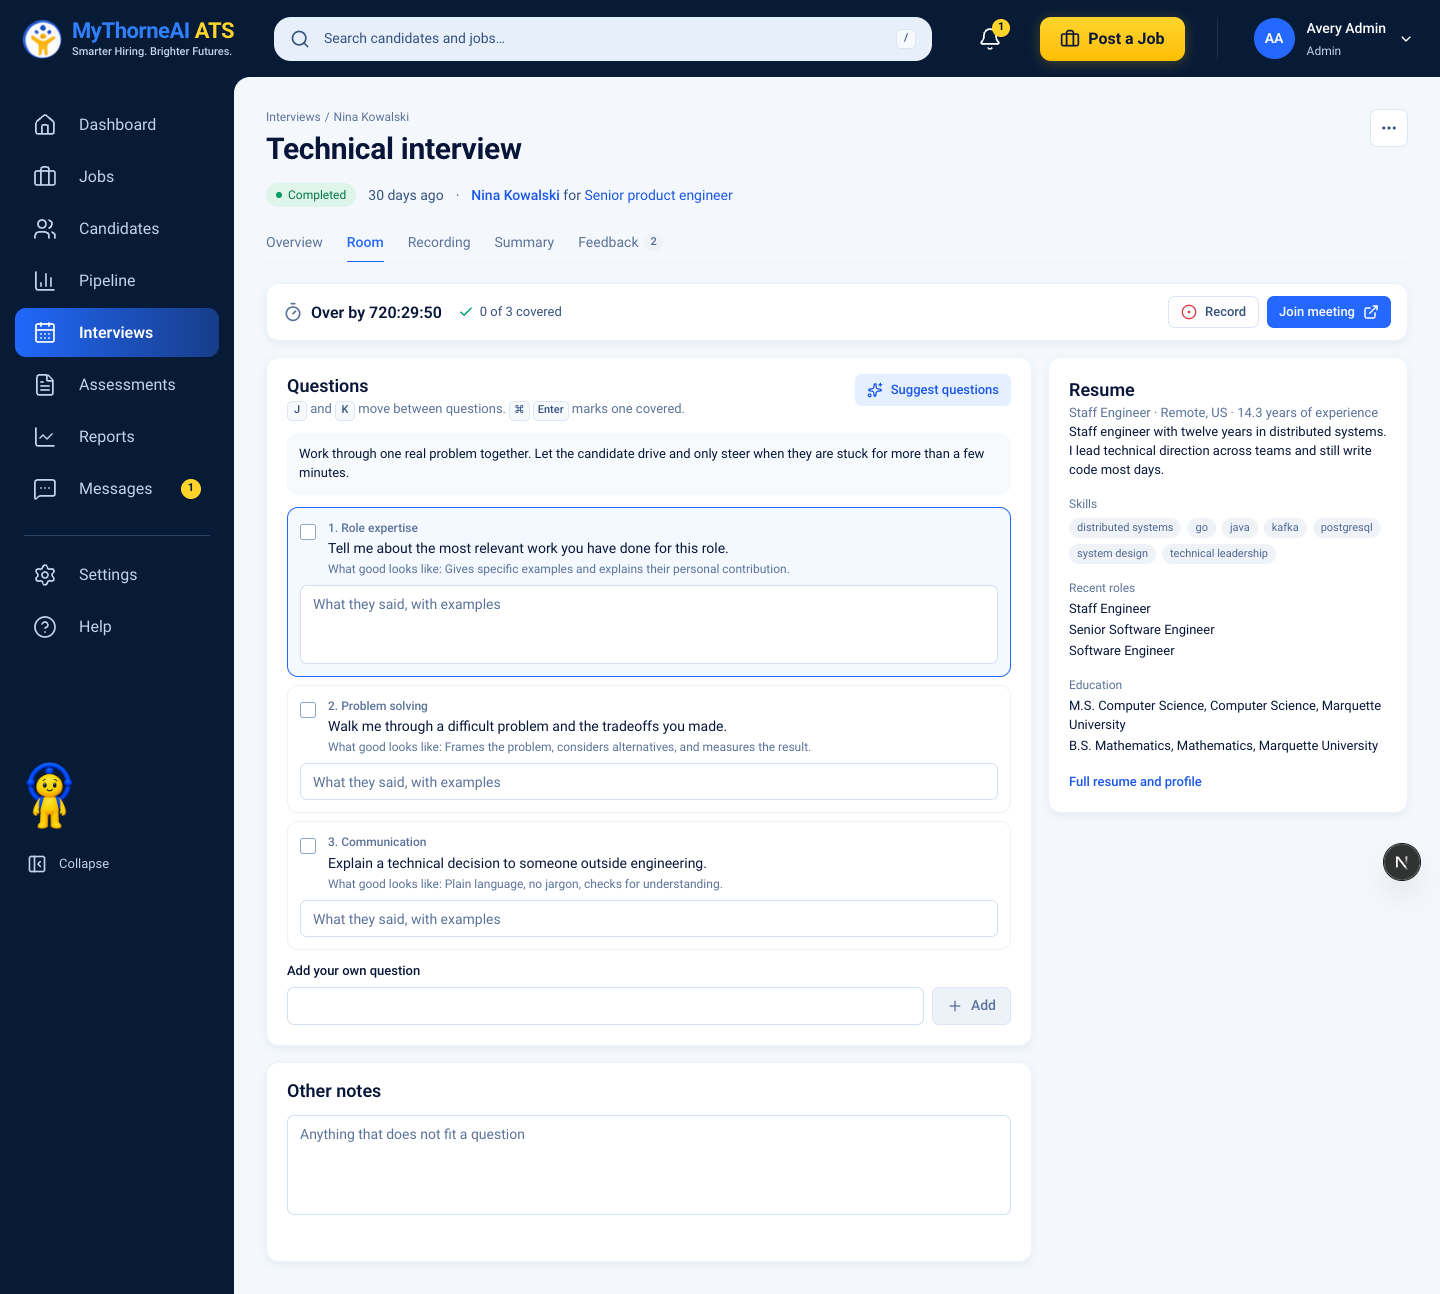 MyThorneAI ATS
Smarter Hiring. Brighter Futures.
Search candidates and jobs...
/
1
Post a Job
AA
Avery Admin
Admin
Dashboard
Jobs
Candidates
Pipeline
Interviews
Assessments
Reports
Messages
1
Settings
Help
Collapse
Interviews / Nina Kowalski
Technical interview
Completed
30 days ago · Nina Kowalski for Senior product engineer
Overview
Room
Recording
Summary
Feedback 2
Over by 720:29:50
0 of 3 covered
Record
Join meeting
Questions
J and K move between questions. ⌘ Enter marks one covered.
Suggest questions
Work through one real problem together. Let the candidate drive and only steer when they are stuck for more than a few
minutes.
1. Role expertise
Tell me about the most relevant work you have done for this role.
What good looks like: Gives specific examples and explains their personal contribution.
What they said, with examples
2. Problem solving
Walk me through a difficult problem and the tradeoffs you made.
What good looks like: Frames the problem, considers alternatives, and measures the result.
What they said, with examples
3. Communication
Explain a technical decision to someone outside engineering.
What good looks like: Plain language, no jargon, checks for understanding.
What they said, with examples
Add your own question
Add
Other notes
Anything that does not fit a question
Resume
Staff Engineer · Remote, US · 14.3 years of experience
Staff engineer with twelve years in distributed systems.
I lead technical direction across teams and still write
code most days.
Skills
distributed systems
go
java
kafka
postgresql
system design
technical leadership
Recent roles
Staff Engineer
Senior Software Engineer
Software Engineer
Education
M.S. Computer Science, Computer Science, Marquette
University
B.S. Mathematics, Mathematics, Marquette University
Full resume and profile
N